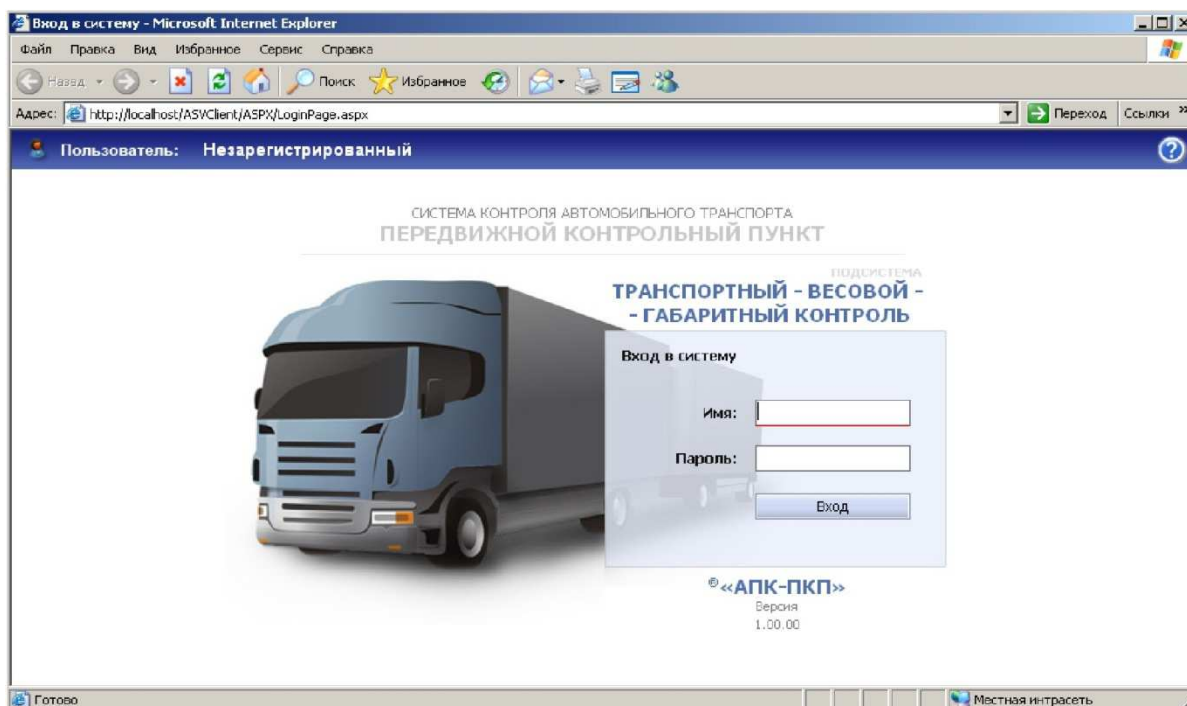 Вход в систему - Microsoft Internet Explorer
Файл Правка Вид Избранное Сервис Справка
Назад Поиск Избранное
Адрес: http://localhost/ASVClient/ASPX/LoginPage.aspx Переход Ссылки »
Пользователь: Незарегистрированный
СИСТЕМА КОНТРОЛЯ АВТОМОБИЛЬНОГО ТРАНСПОРТА
ПЕРЕДВИЖНОЙ КОНТРОЛЬНЫЙ ПУНКТ
ПОДСИСТЕМА
ТРАНСПОРТНЫЙ - ВЕСОВОЙ -
- ГАБАРИТНЫЙ КОНТРОЛЬ
Вход в систему
Имя:
Пароль:
Вход
©«АПК-ПКП»
Версия
1.00.00
Готово Местная интрасеть